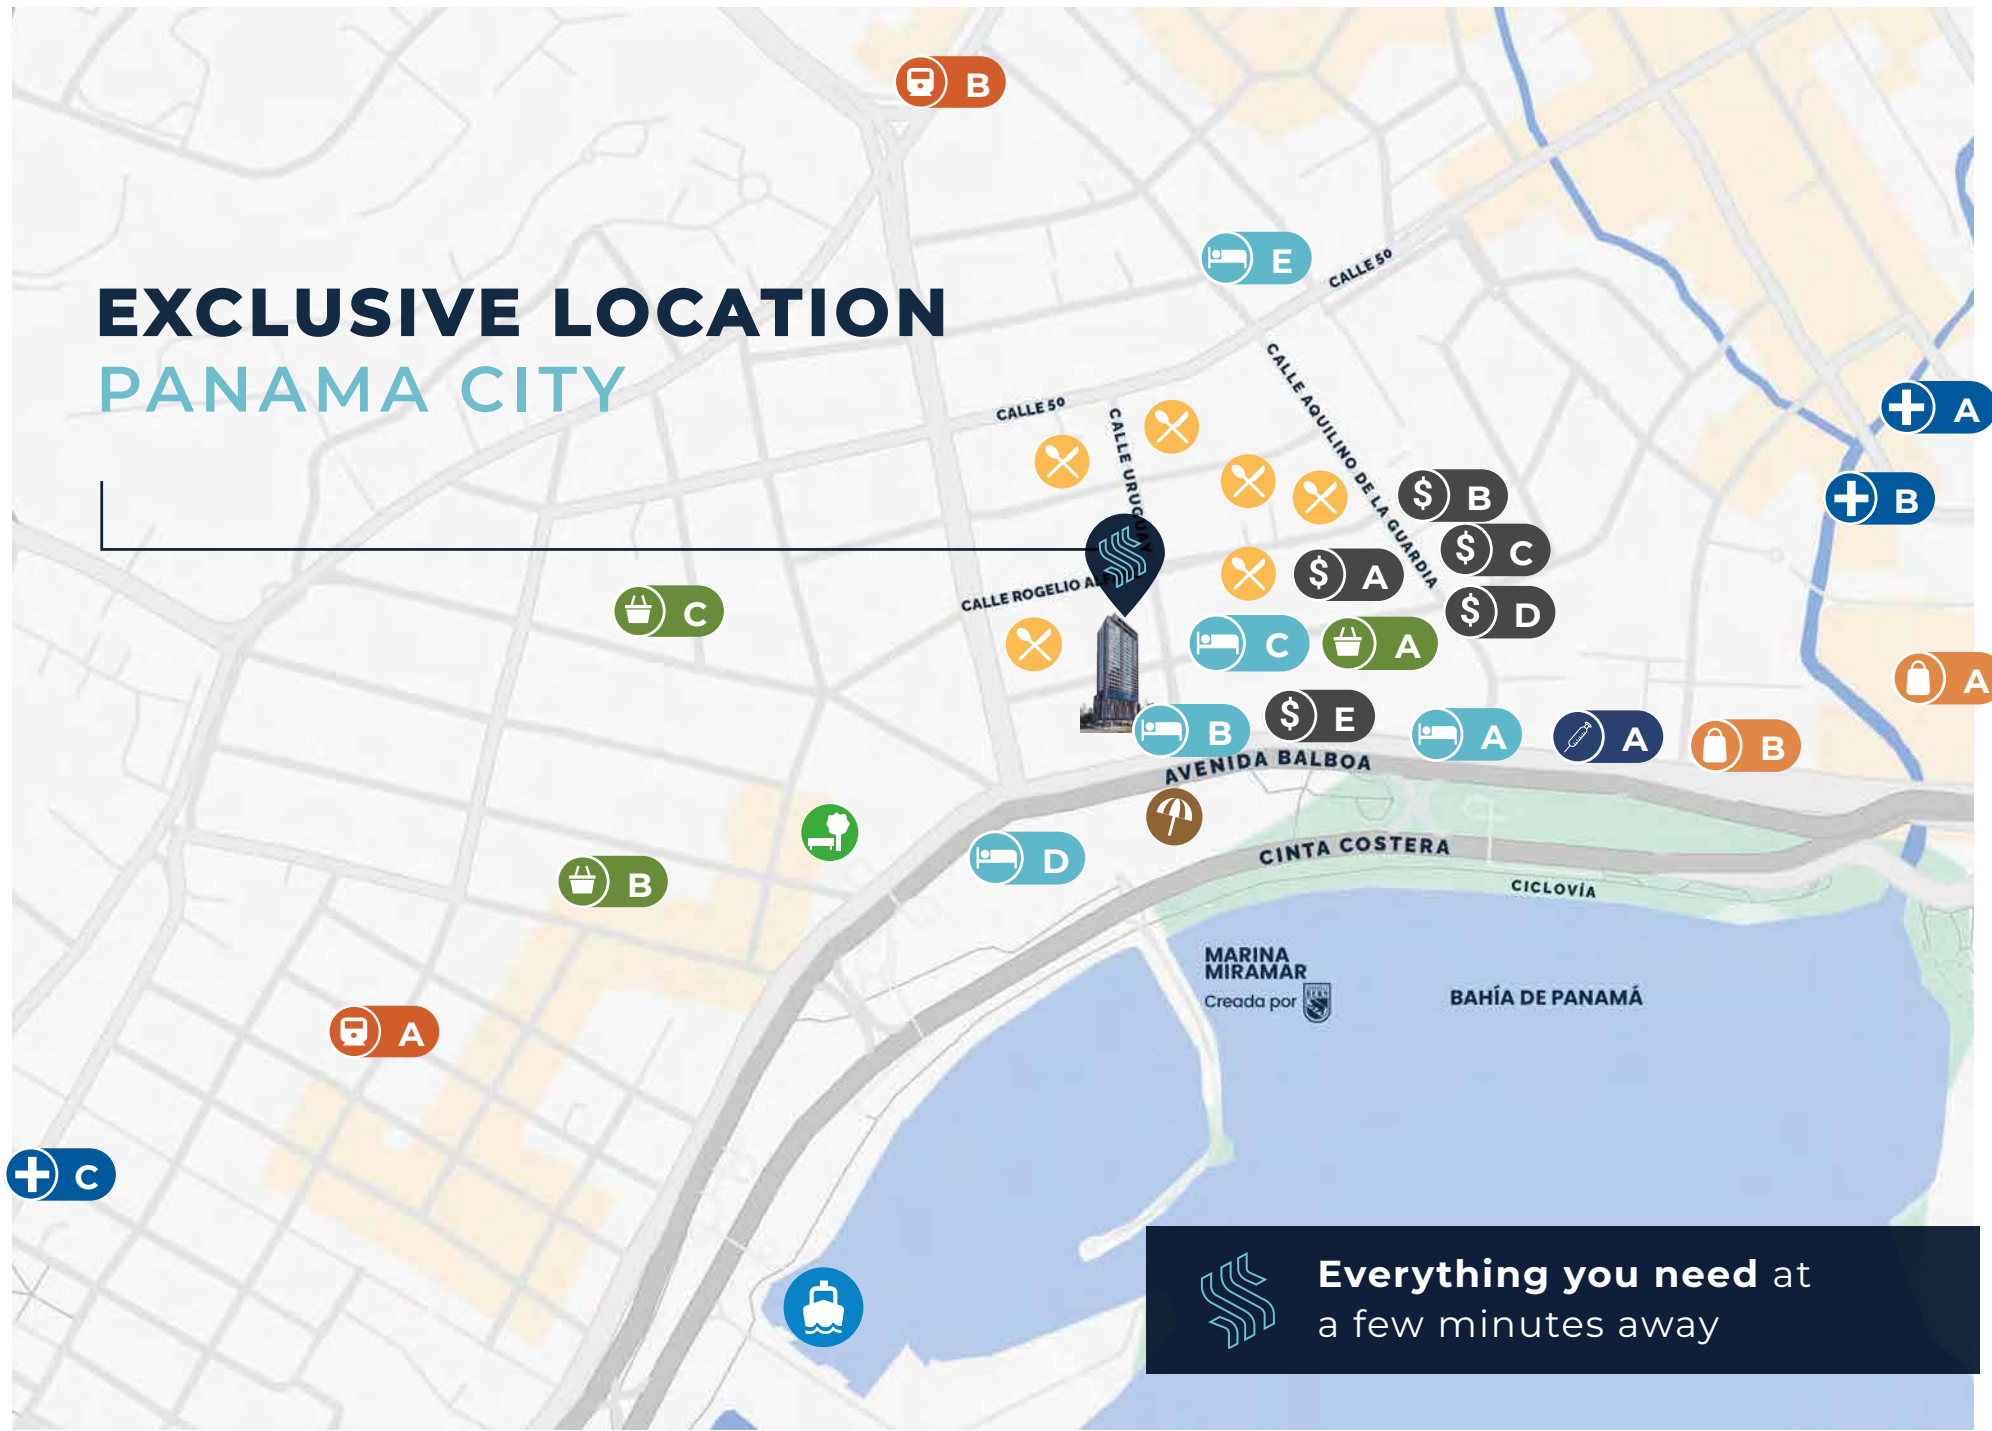 B
E
CALLE 50
EXCLUSIVE LOCATION
PANAMA CITY
CALLE 50
CALLE URUGUAY
CALLE AQUILINO DE LA GUARDIA
A
B
B
C
CALLE ROGELIO
A
C
D
C
A
A
B
E
A
A
B
AVENIDA BALBOA
D
CINTA COSTERA
B
CICLOVÍA
MARINA
MIRAMAR
Creada por
BAHÍA DE PANAMÁ
A
C
Everything you need at
a few minutes away